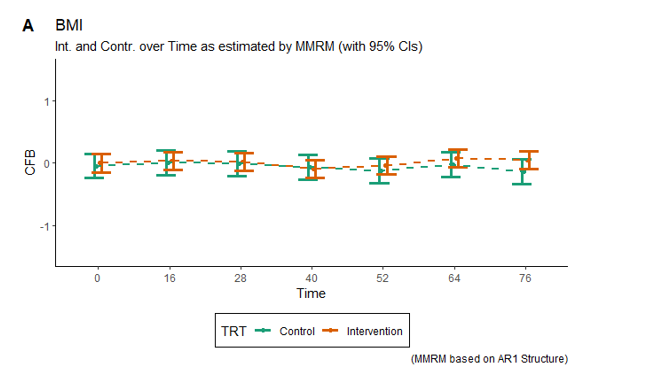 A BMI
Int. and Contr. over Time as estimated by MMRM (with 95% CIs)
1
0
-1
CFB
0 16 28 40 52 64 76
Time
TRT Control Intervention
(MMRM based on AR1 Structure)